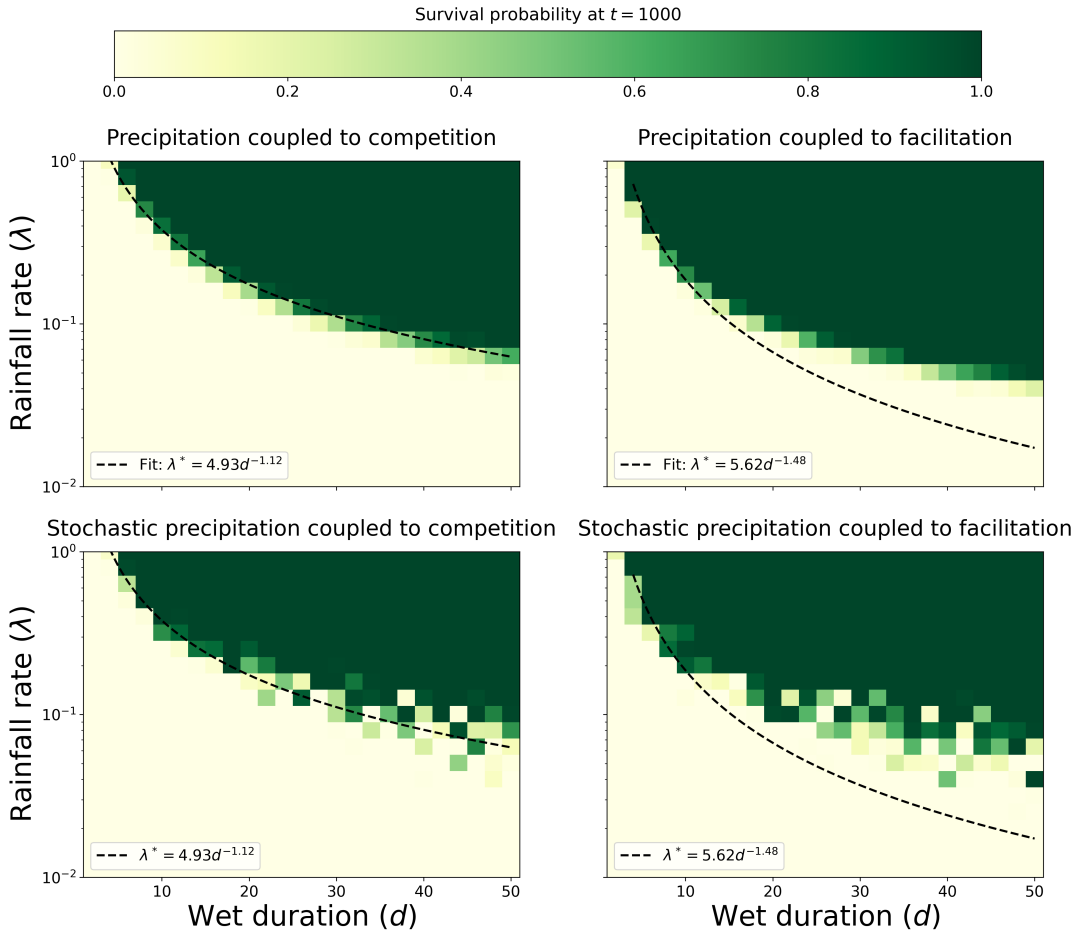 Survival probability at t = 1000
0.0 0.2 0.4 0.6 0.8 1.0
Precipitation coupled to competition
Precipitation coupled to facilitation
Rainfall rate (λ)
10⁰
10⁻¹
10⁻²
Fit: λ* = 4.93d⁻¹·¹²
Fit: λ* = 5.62d⁻¹·⁴⁸
Stochastic precipitation coupled to competition
Stochastic precipitation coupled to facilitation
Rainfall rate (λ)
10⁰
10⁻¹
10⁻²
λ* = 4.93d⁻¹·¹²
λ* = 5.62d⁻¹·⁴⁸
10 20 30 40 50
10 20 30 40 50
Wet duration (d)
Wet duration (d)